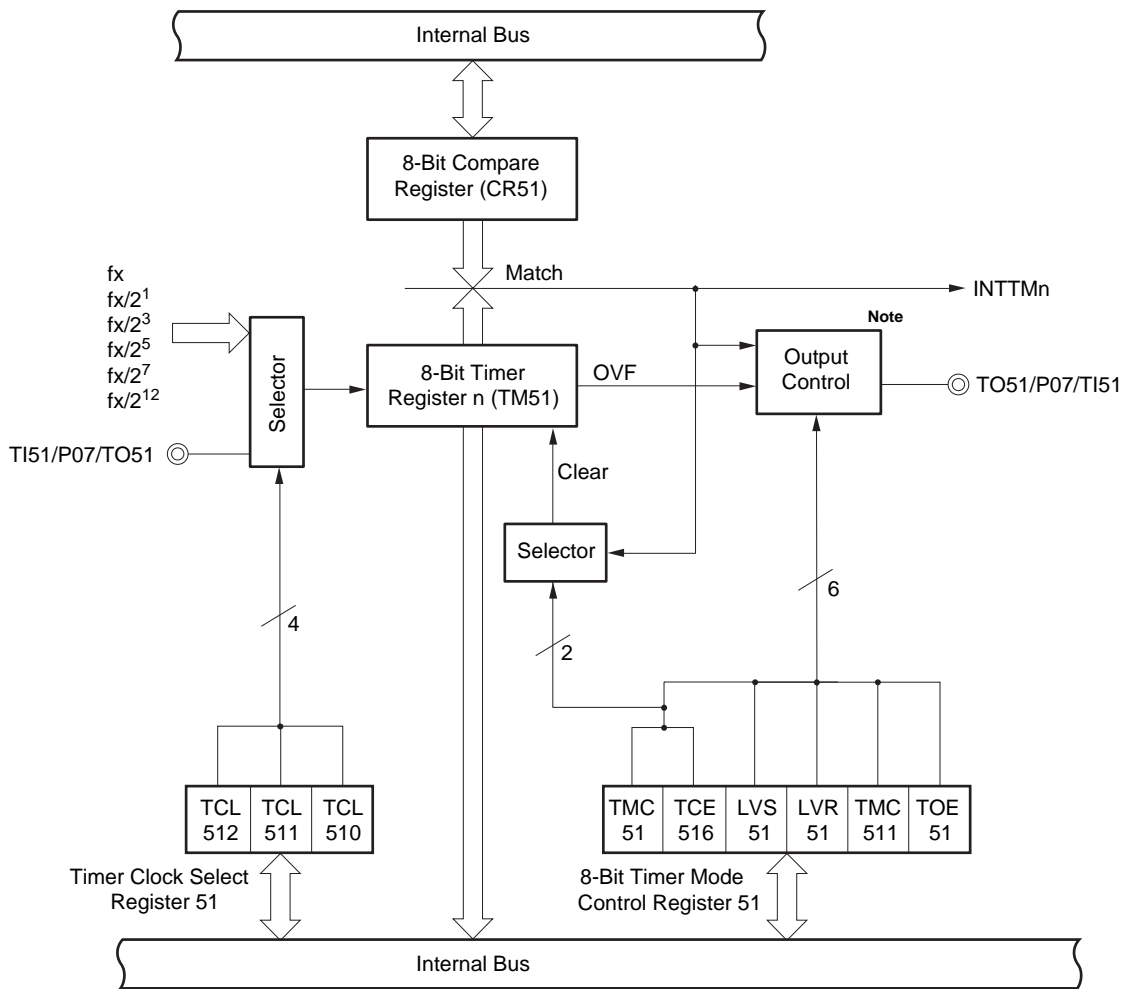 Internal Bus
8-Bit Compare
Register (CR51)
Match
INTTMn
fx
fx/2¹
fx/2³
fx/2⁵
fx/2⁷
fx/2¹²
Selector
8-Bit Timer
Register n (TM51)
OVF
Note
Output
Control
TO51/P07/TI51
TI51/P07/TO51
Clear
Selector
4
2
6
TCL
512
TCL
511
TCL
510
TMC
51
TCE
516
LVS
51
LVR
51
TMC
511
TOE
51
Timer Clock Select
Register 51
8-Bit Timer Mode
Control Register 51
Internal Bus